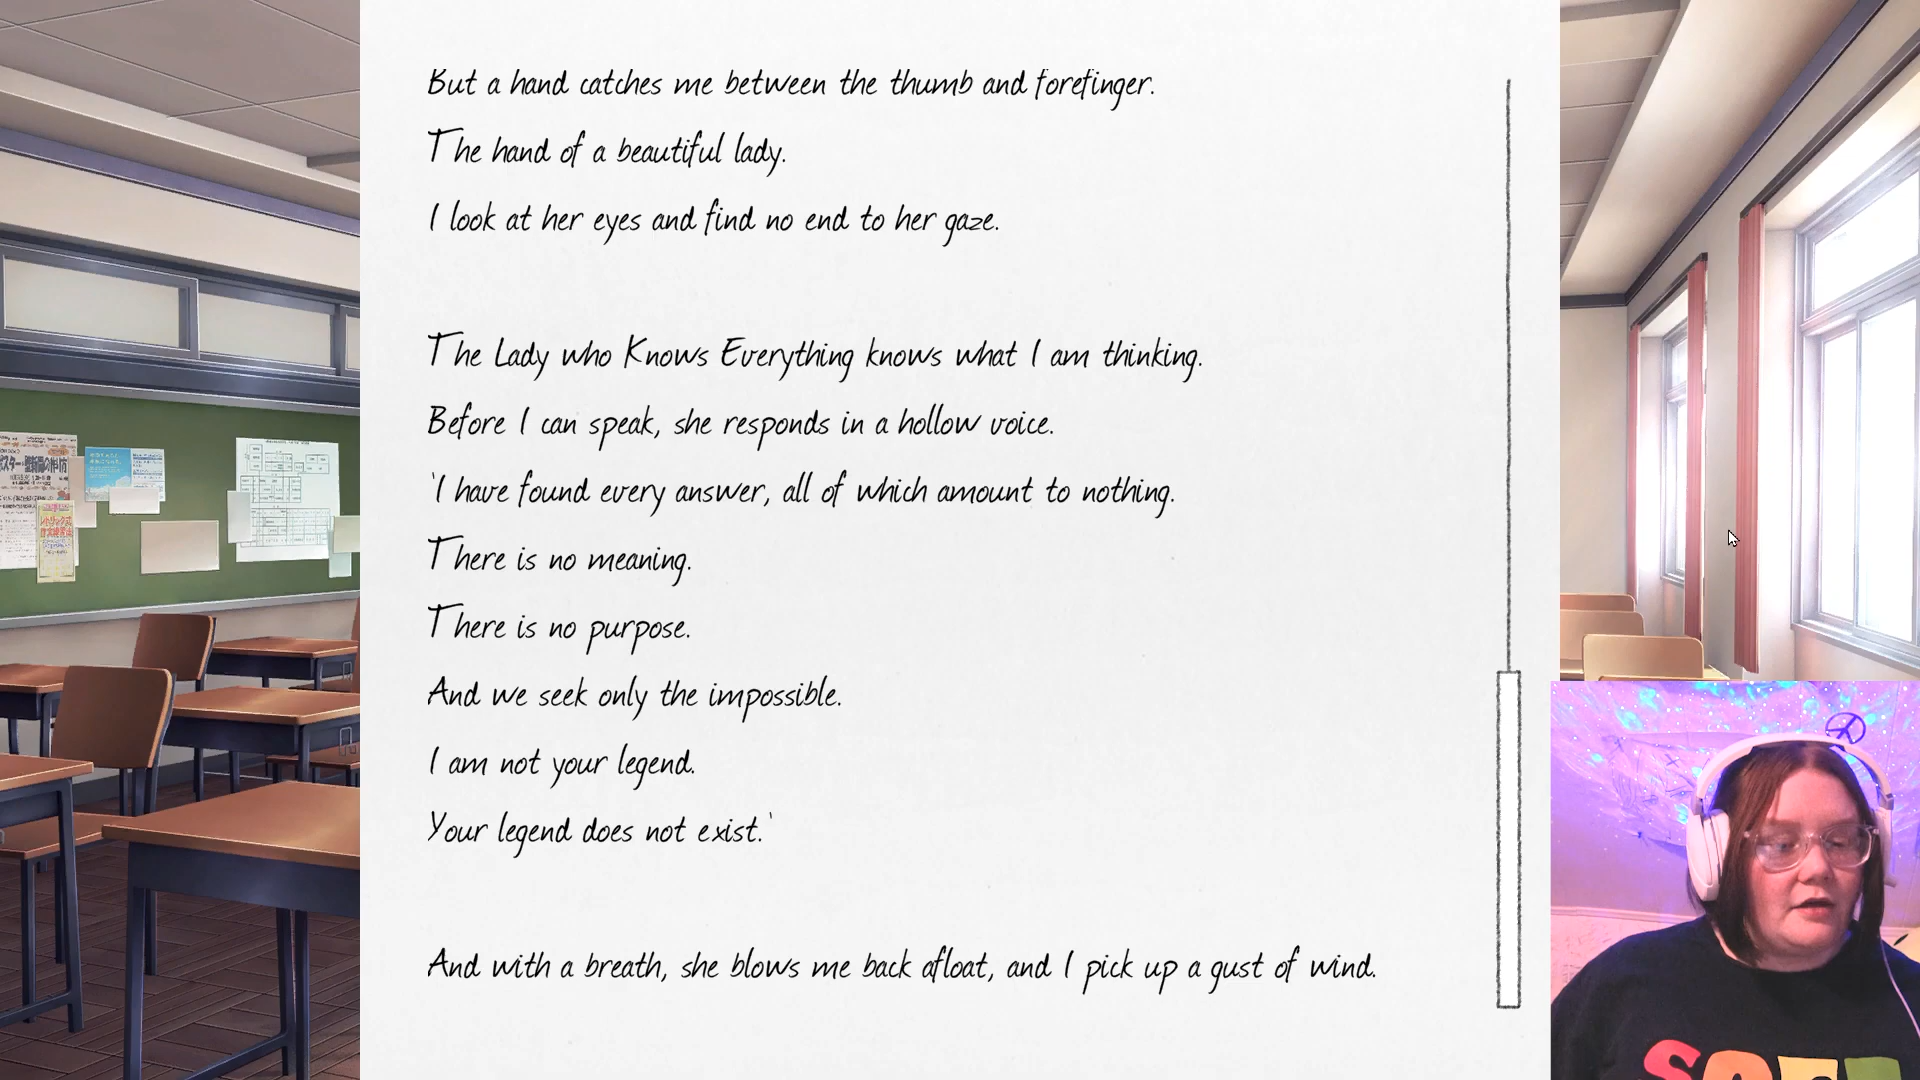 But a hand catches me between the thumb and forefinger.
The hand of a beautiful lady.
I look at her eyes and find no end to her gaze.
The Lady who Knows Everything knows what I am thinking.
Before I can speak, she responds in a hollow voice.
'I have found every answer, all of which amount to nothing.
There is no meaning.
There is no purpose.
And we seek only the impossible.
I am not your legend.
Your legend does not exist.'
And with a breath, she blows me back afloat, and I pick up a gust of wind.